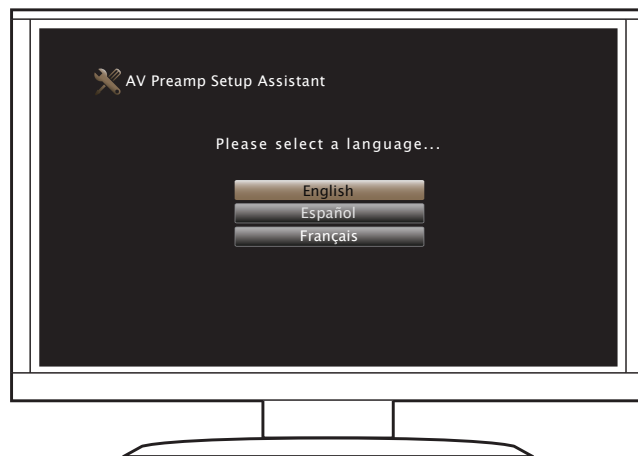 AV Preamp Setup Assistant
Please select a language...
English
Español
Français